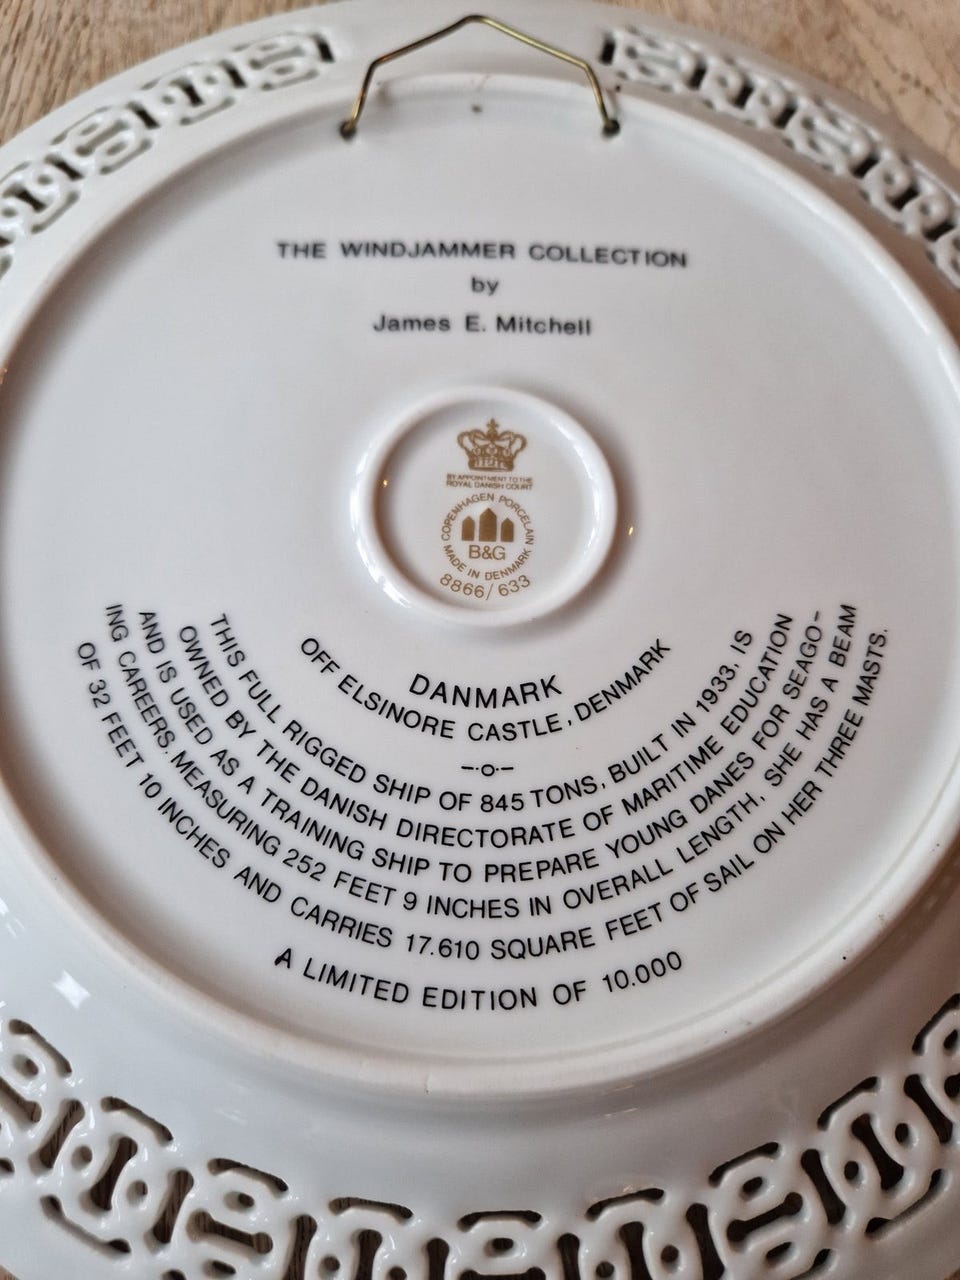 THE WINDJAMMER COLLECTION
by
James E. Mitchell
BY APPOINTMENT TO THE
ROYAL DANISH COURT
COPENHAGEN PORCELAIN
B&G
MADE IN DENMARK
8866/633
DANMARK
OFF ELSINORE CASTLE, DENMARK
-o-
THIS FULL RIGGED SHIP OF 845 TONS, BUILT IN 1933, IS
OWNED BY THE DANISH DIRECTORATE OF MARITIME EDUCATION
AND IS USED AS A TRAINING SHIP TO PREPARE YOUNG DANES FOR SEAGO-
ING CAREERS. MEASURING 252 FEET 9 INCHES IN OVERALL LENGTH, SHE HAS A BEAM
OF 32 FEET 10 INCHES AND CARRIES 17.610 SQUARE FEET OF SAIL ON HER THREE MASTS.
A LIMITED EDITION OF 10.000